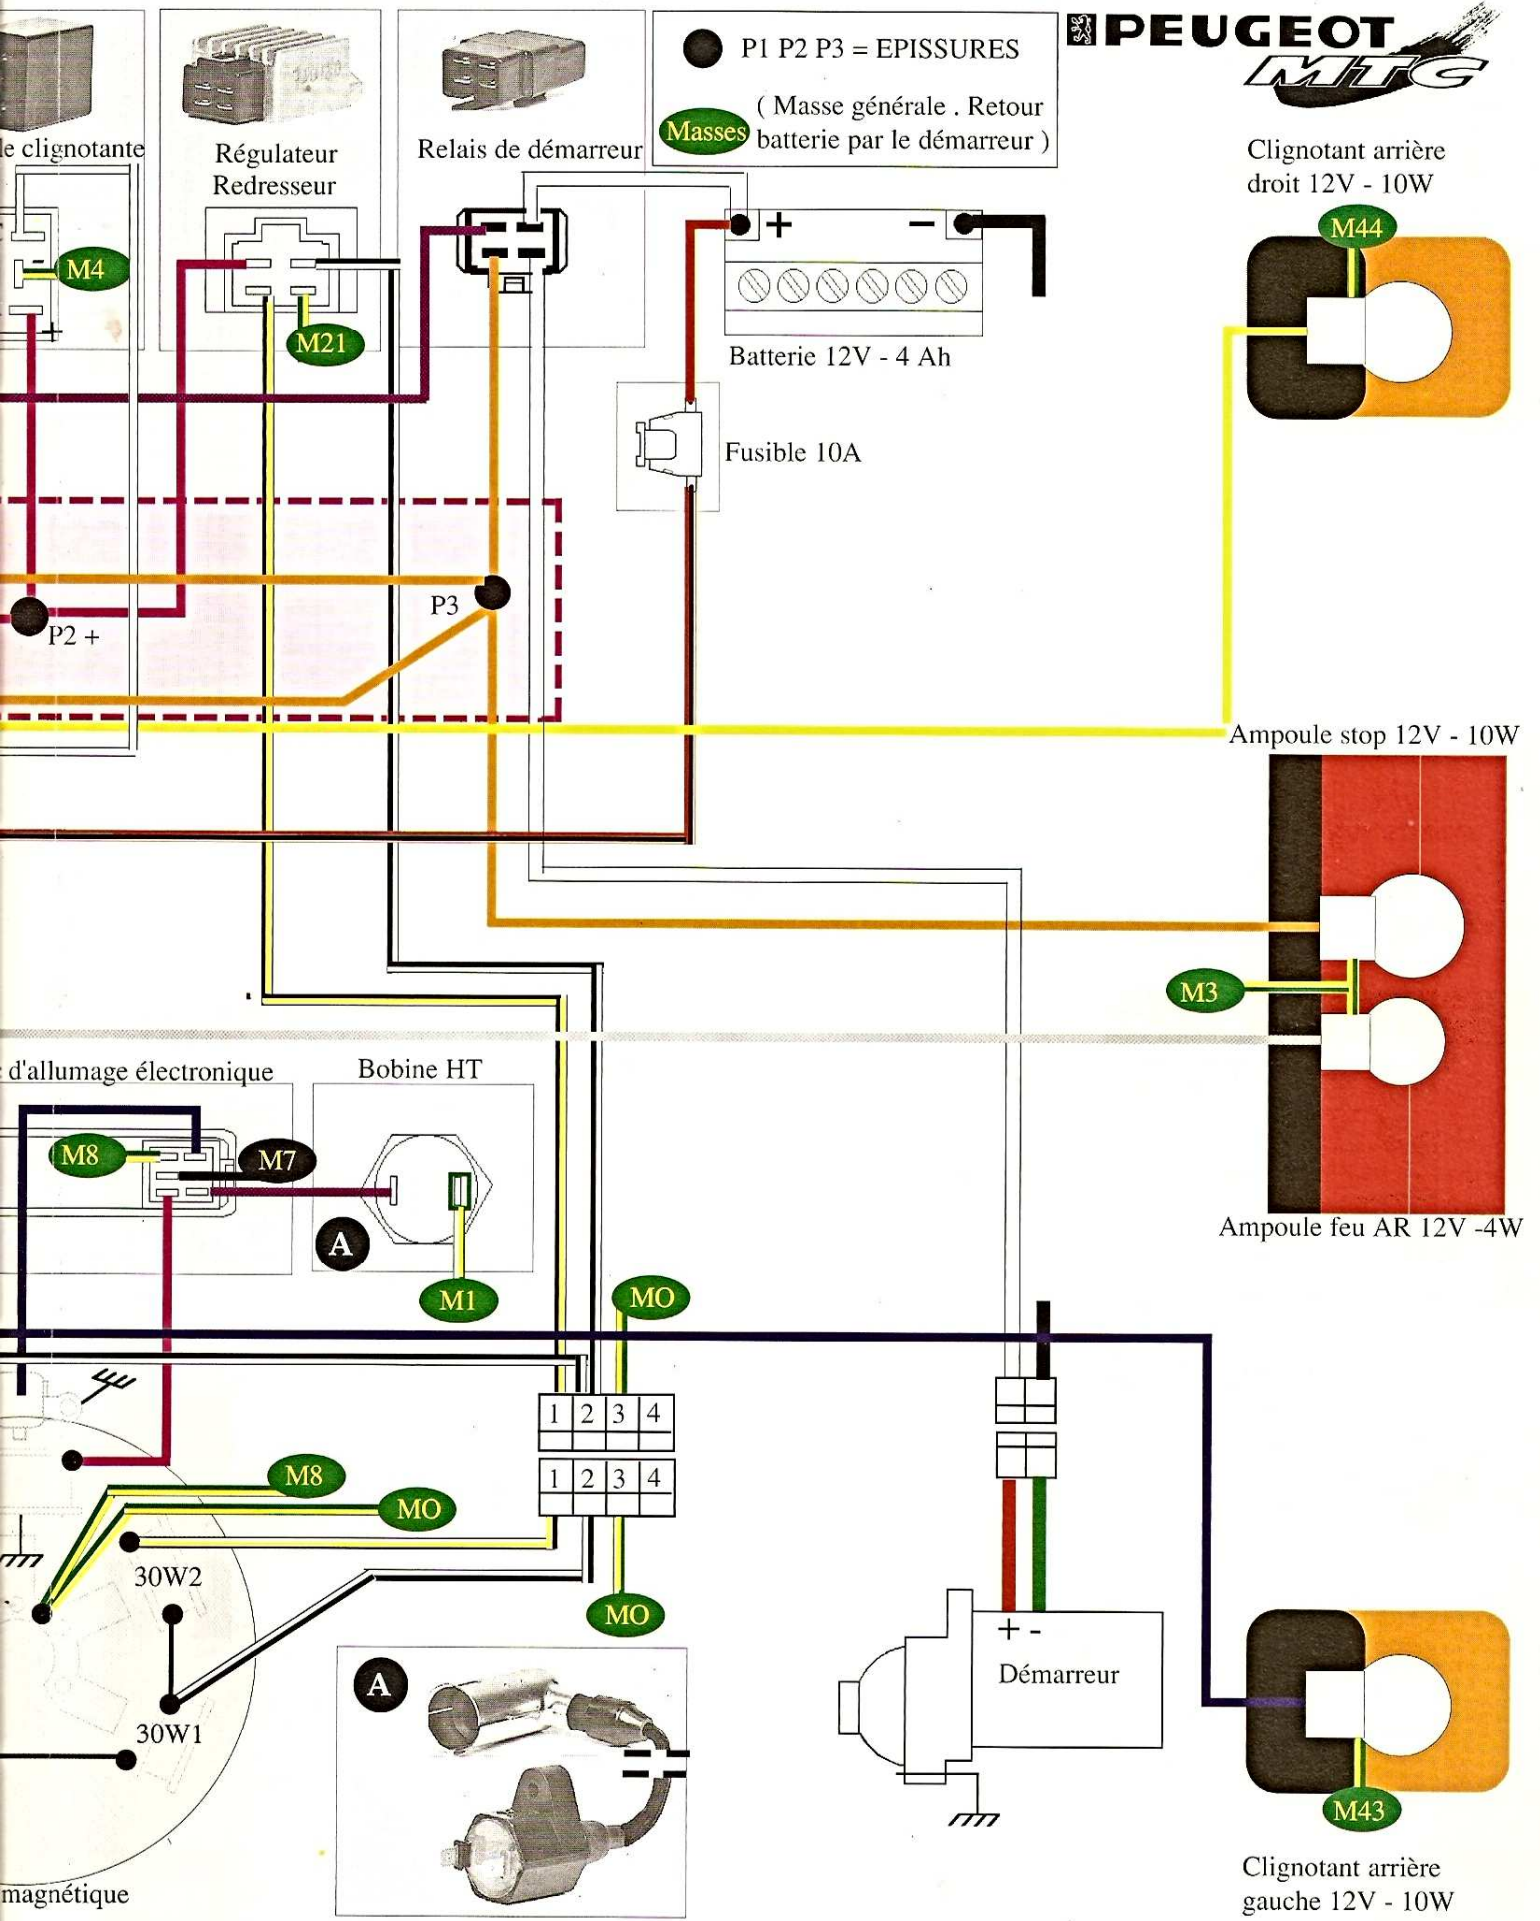 P1 P2 P3 = EPISSURES
Masses
( Masse générale . Retour
batterie par le démarreur )
PEUGEOT
MTC
le clignotante
Régulateur
Redresseur
Relais de démarreur
Clignotant arrière
droit 12V - 10W
M44
M4
+
-
M21
+
-
Batterie 12V - 4 Ah
Fusible 10A
P3
P2 +
Ampoule stop 12V - 10W
M3
d'allumage électronique
Bobine HT
M8
M7
A
M1
MO
Ampoule feu AR 12V -4W
1 2 3 4
1 2 3 4
M8
MO
30W2
MO
30W1
A
+ -
Démarreur
M43
magnétique
Clignotant arrière
gauche 12V - 10W